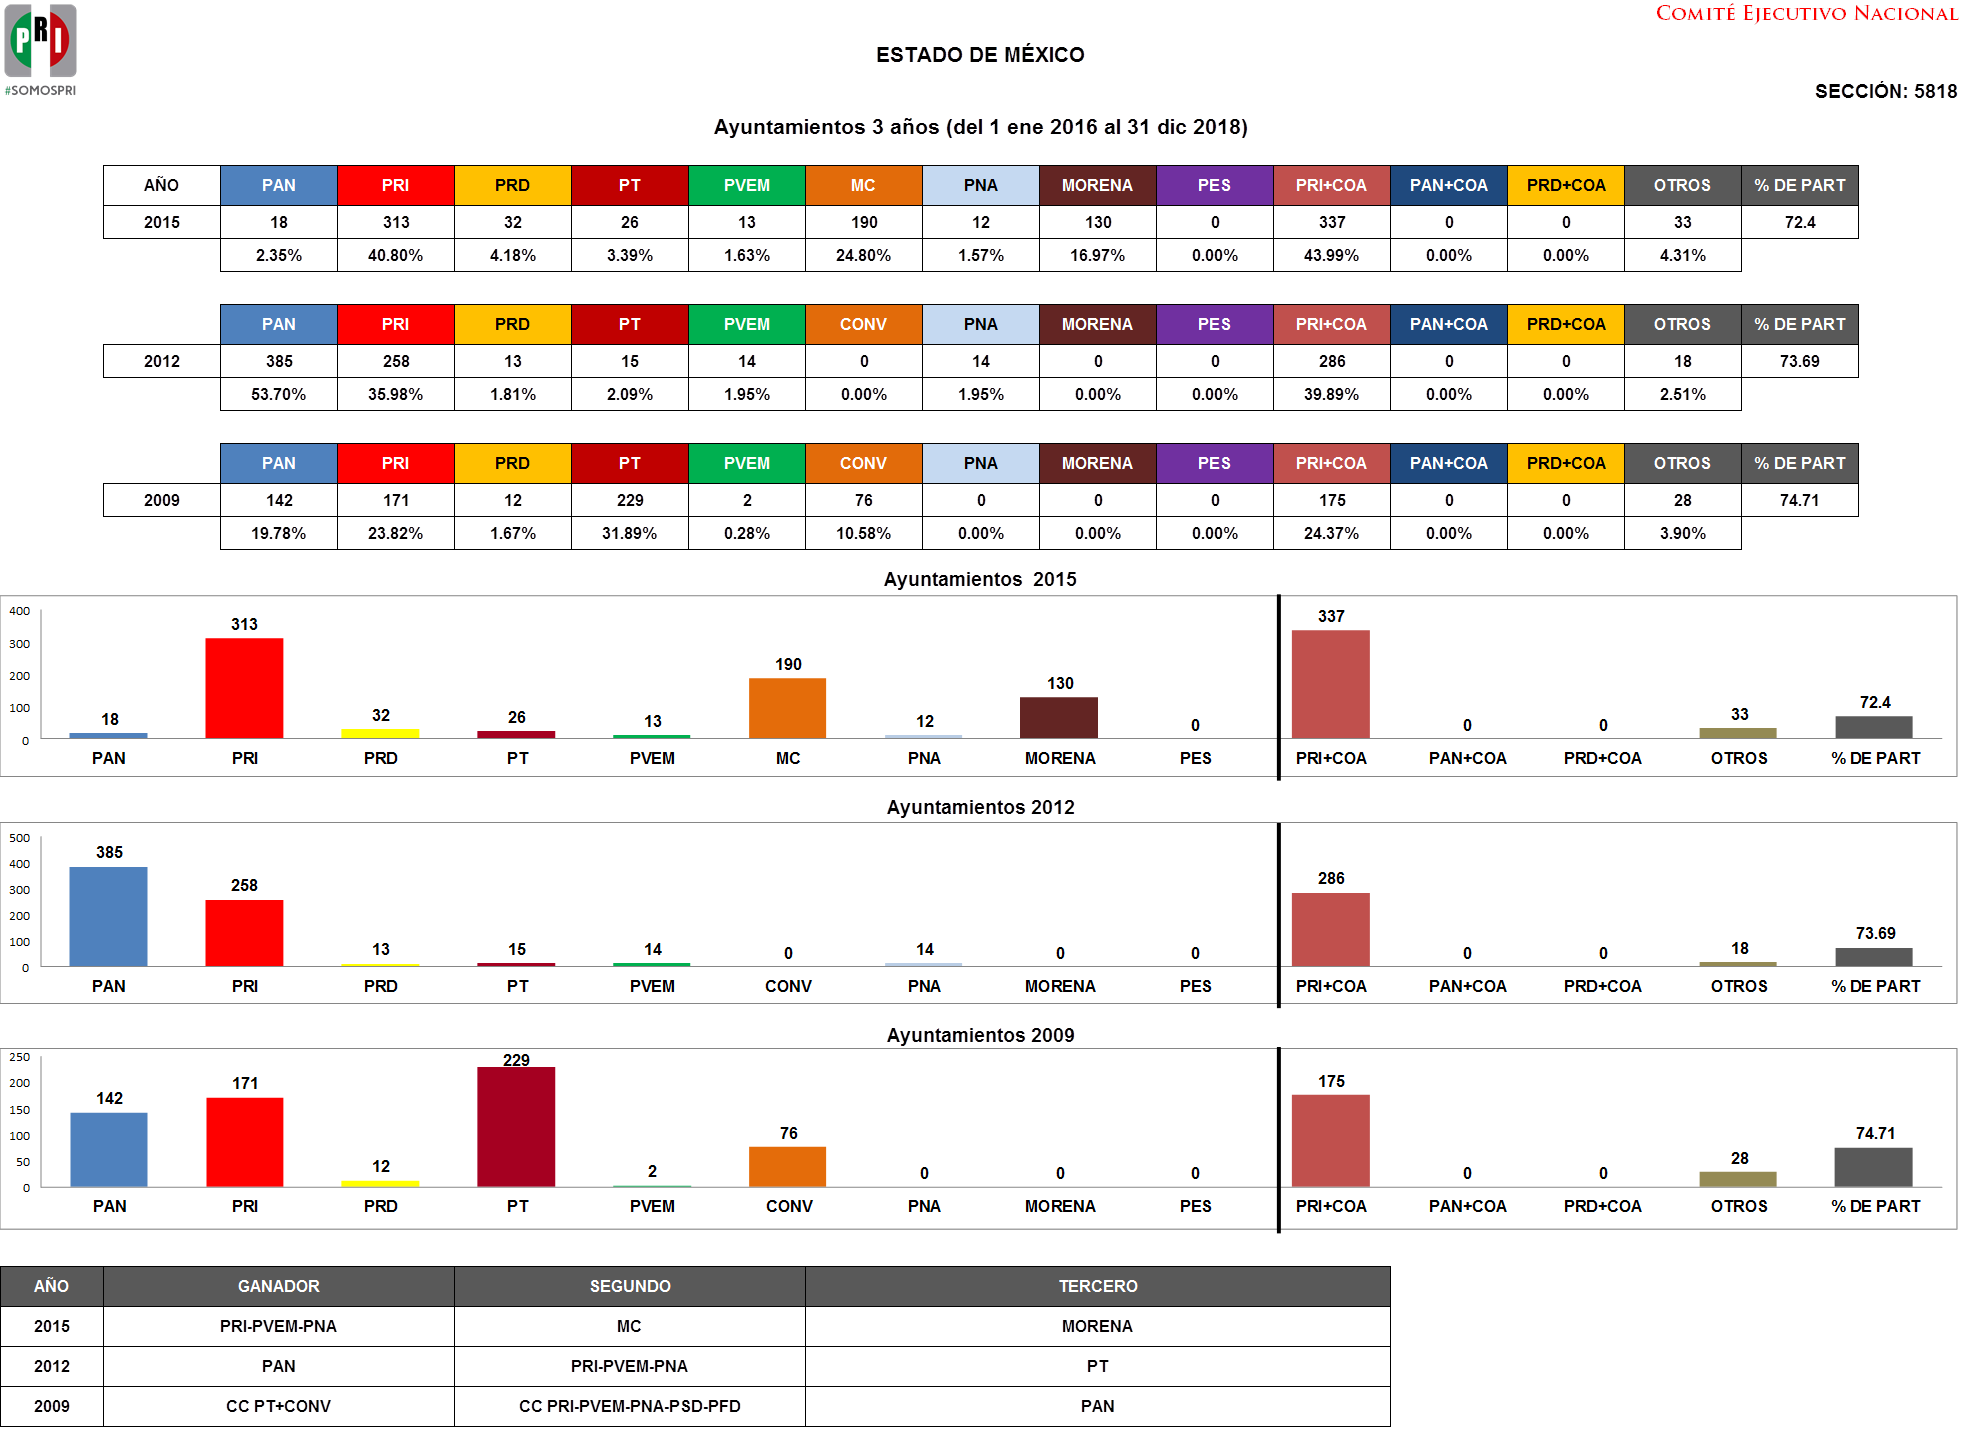 COMITÉ EJECUTIVO NACIONAL
PRI
#SOMOSPRI
ESTADO DE MÉXICO
SECCIÓN: 5818
Ayuntamientos 3 años (del 1 ene 2016 al 31 dic 2018)
AÑO PAN PRI PRD PT PVEM MC PNA MORENA PES PRI+COA PAN+COA PRD+COA OTROS % DE PART
2015 18 313 32 26 13 190 12 130 0 337 0 0 33 72.4
2.35% 40.80% 4.18% 3.39% 1.63% 24.80% 1.57% 16.97% 0.00% 43.99% 0.00% 0.00% 4.31%
PAN PRI PRD PT PVEM CONV PNA MORENA PES PRI+COA PAN+COA PRD+COA OTROS % DE PART
2012 385 258 13 15 14 0 14 0 0 286 0 0 18 73.69
53.70% 35.98% 1.81% 2.09% 1.95% 0.00% 1.95% 0.00% 0.00% 39.89% 0.00% 0.00% 2.51%
PAN PRI PRD PT PVEM CONV PNA MORENA PES PRI+COA PAN+COA PRD+COA OTROS % DE PART
2009 142 171 12 229 2 76 0 0 0 175 0 0 28 74.71
19.78% 23.82% 1.67% 31.89% 0.28% 10.58% 0.00% 0.00% 0.00% 24.37% 0.00% 0.00% 3.90%
Ayuntamientos 2015
400
300
200
100
0
18 313 32 26 13 190 12 130 0 337 0 0 33 72.4
PAN PRI PRD PT PVEM MC PNA MORENA PES PRI+COA PAN+COA PRD+COA OTROS % DE PART
Ayuntamientos 2012
500
400
300
200
100
0
385 258 13 15 14 0 14 0 0 286 0 0 18 73.69
PAN PRI PRD PT PVEM CONV PNA MORENA PES PRI+COA PAN+COA PRD+COA OTROS % DE PART
Ayuntamientos 2009
250
200
150
100
50
0
142 171 12 229 2 76 0 0 0 175 0 0 28 74.71
PAN PRI PRD PT PVEM CONV PNA MORENA PES PRI+COA PAN+COA PRD+COA OTROS % DE PART
AÑO GANADOR SEGUNDO TERCERO
2015 PRI-PVEM-PNA MC MORENA
2012 PAN PRI-PVEM-PNA PT
2009 CC PT+CONV CC PRI-PVEM-PNA-PSD-PFD PAN